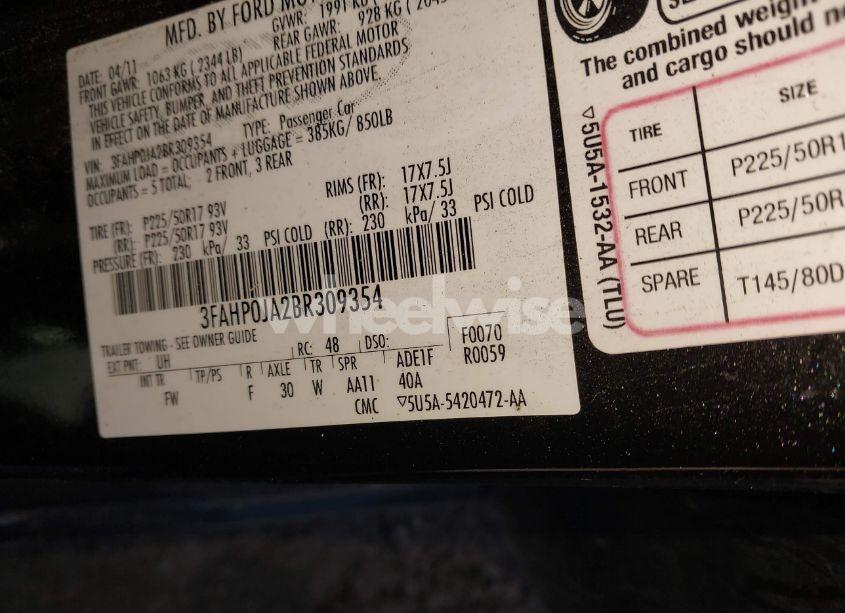 MFD. BY FORD MO
GVWR: 1991 KG (
DATE: 04/11
REAR GAWR: 928 KG (
FRONT GAWR: 1063 KG ( 2344 LB)
THIS VEHICLE CONFORMS TO ALL APPLICABLE FEDERAL MOTOR
VEHICLE SAFETY, BUMPER, AND THEFT PREVENTION STANDARDS
IN EFFECT ON THE DATE OF MANUFACTURE SHOWN ABOVE.
VIN: 3FAHP0JA2BR309354 TYPE: Passenger Car
MAXIMUM LOAD = OCCUPANTS + LUGGAGE = 385KG/ 850LB
OCCUPANTS = 5 TOTAL; 2 FRONT, 3 REAR
TIRE (FR): P225/50R17 93V RIMS (FR): 17X7.5J
(RR): P225/50R17 93V (RR): 17X7.5J
PRESSURE (FR): 230 kPa/ 33 PSI COLD (RR): 230 kPa/ 33 PSI COLD
3FAHP0JA2BR309354
TRAILER TOWING - SEE OWNER GUIDE
EXT PNT: UH RC: 48 DSO: F0070
R0059
INT TR TP/PS R AXLE TR SPR ADE1F
FW F 30 W AA11 40A
CMC ▽5U5A-5420472-AA
The combined weight
and cargo should ne
▽5U5A-1532-AA (TLU)
TIRE SIZE
FRONT P225/50R1
REAR P225/50R
SPARE T145/80D
wheelwise